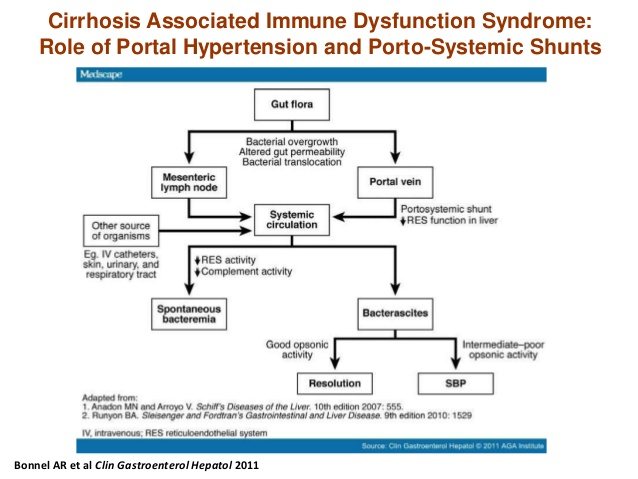 Cirrhosis Associated Immune Dysfunction Syndrome:
Role of Portal Hypertension and Porto-Systemic Shunts
Medscape
Gut flora
Bacterial overgrowth
Altered gut permeability
Bacterial translocation
Mesenteric
lymph node
Portal vein
Systemic
circulation
Portosystemic shunt
↓RES function in liver
Other source
of organisms
Eg. IV catheters,
skin, urinary, and
respiratory tract
↓RES activity
↓Complement activity
Spontaneous
bacteremia
Bacterascites
Good opsonic
activity
Intermediate–poor
opsonic activity
Resolution
SBP
Adapted from:
1. Anadon MN and Arroyo V. Schiff's Diseases of the Liver. 10th edition 2007: 555.
2. Runyon BA. Sleisenger and Fordtran's Gastrointestinal and Liver Disease. 9th edition 2010: 1529
IV, intravenous; RES reticuloendothelial system
Source: Clin Gastroenterol Hepatol © 2011 AGA Institute
Bonnel AR et al Clin Gastroenterol Hepatol 2011